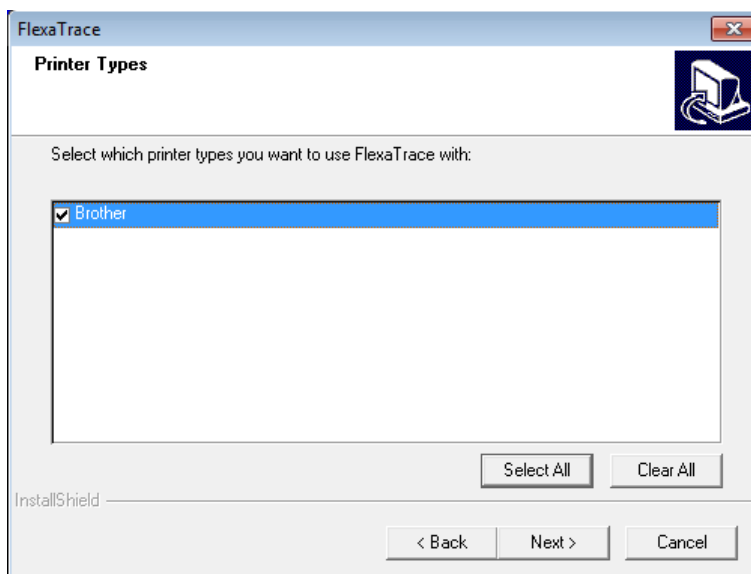 FlexaTrace
Printer Types
Select which printer types you want to use FlexaTrace with:
Brother
Select All Clear All
InstallShield
< Back Next > Cancel